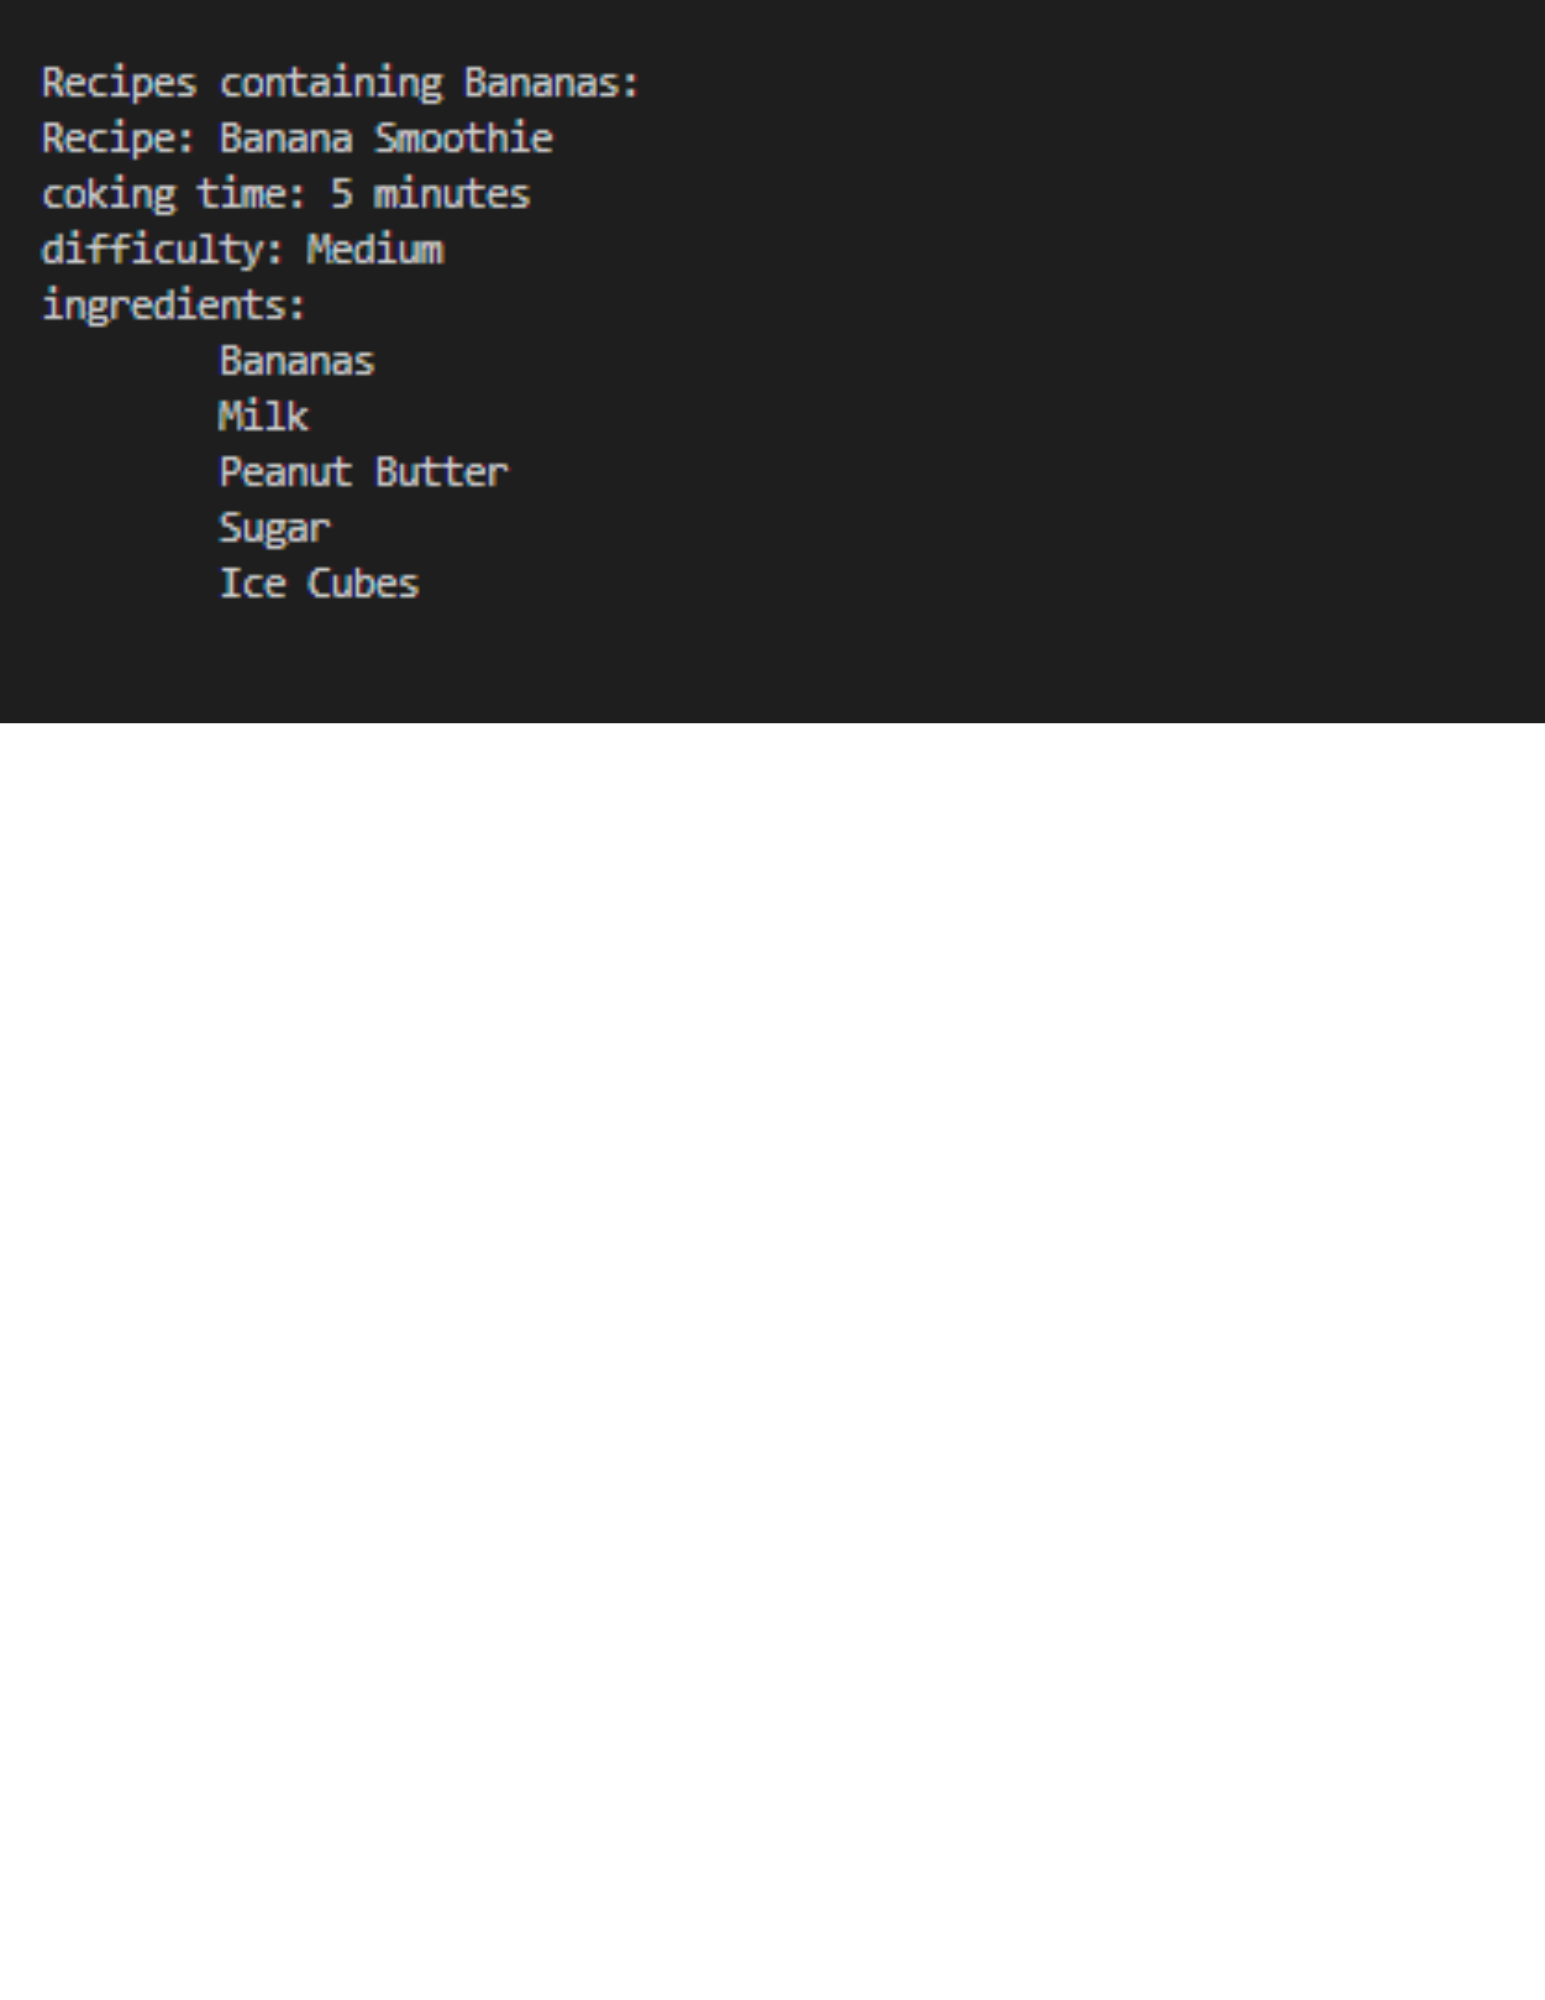 Recipes containing Bananas:
Recipe: Banana Smoothie
coking time: 5 minutes
difficulty: Medium
ingredients:
        Bananas
        Milk
        Peanut Butter
        Sugar
        Ice Cubes